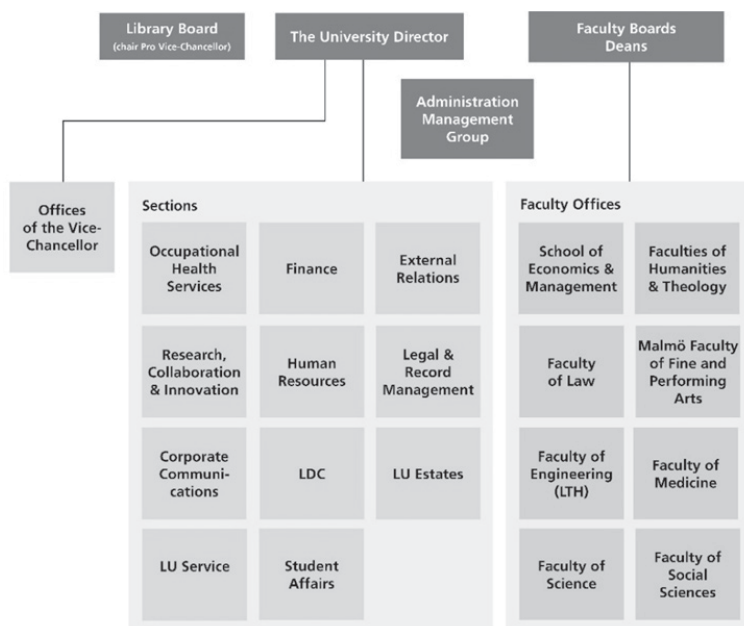 Library Board
(chair Pro Vice-Chancellor)
The University Director
Faculty Boards
Deans
Administration
Management
Group
Offices
of the Vice-
Chancellor
Sections
Occupational
Health
Services
Finance
External
Relations
Research,
Collaboration
& Innovation
Human
Resources
Legal &
Record
Management
Corporate
Communi-
cations
LDC
LU Estates
LU Service
Student
Affairs
Faculty Offices
School of
Economics &
Management
Faculties of
Humanities
& Theology
Faculty
of Law
Malmö Faculty
of Fine and
Performing
Arts
Faculty of
Engineering
(LTH)
Faculty of
Medicine
Faculty of
Science
Faculty of
Social
Sciences